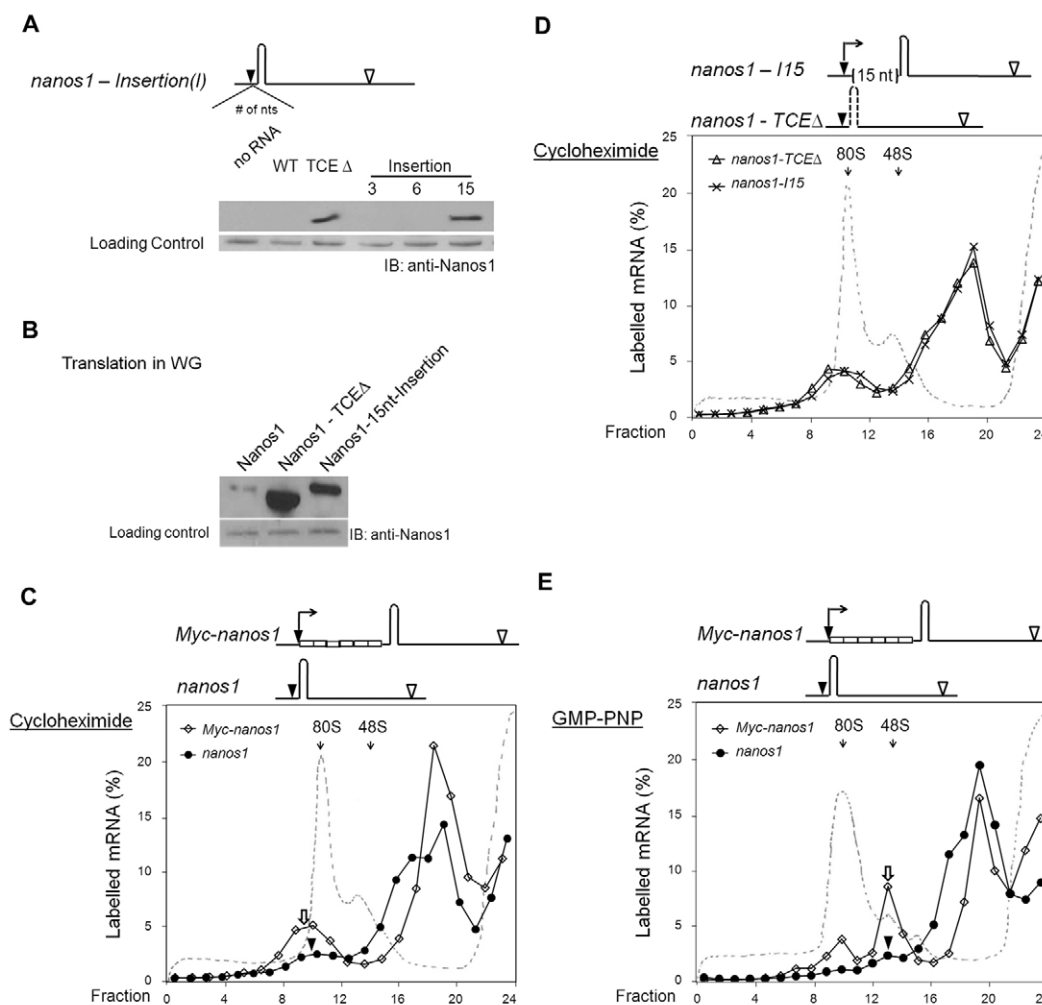 A
nanos1 – Insertion(I)
# of nts
no RNA
WT TCE Δ Insertion
3 6 15
Loading Control
IB: anti-Nanos1
B
Translation in WG
Nanos1
Nanos1 - TCEΔ
Nanos1-15nt-Insertion
Loading control
IB: anti-Nanos1
C
Myc-nanos1
nanos1
Cycloheximide
Myc-nanos1
nanos1
80S 48S
Labelled mRNA (%)
25
20
15
10
5
0
0 4 8 12 16 20 24
Fraction
D
nanos1 – I15
[15 nt]
nanos1 - TCEΔ
Cycloheximide
nanos1-TCEΔ
nanos1-I15
80S 48S
Labelled mRNA (%)
25
20
15
10
5
0
0 4 8 12 16 20 24
Fraction
E
Myc-nanos1
nanos1
GMP-PNP
Myc-nanos1
nanos1
80S 48S
Labelled mRNA (%)
25
20
15
10
5
0
0 4 8 12 16 20 24
Fraction